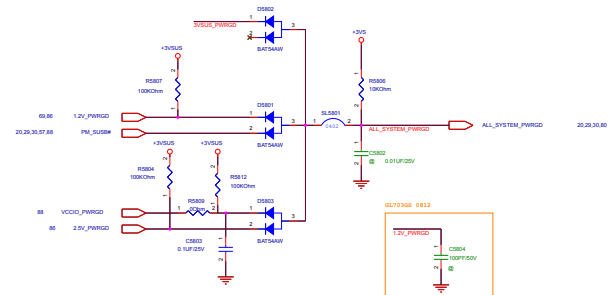 D5802
3VSUS_PWRGD 1
2
3
BAT54AW
+3VS
+3VSUS
R5807
100KOhm
R5806
10KOhm
69,86 1.2V_PWRGD
D5801
1
2
3
BAT54AW
20,29,30,57,88 PM_SUSB#
SL5801
1 2
0402
ALL_SYSTEM_PWRGD
ALL_SYSTEM_PWRGD 20,29,30,80
+3VSUS
+3VSUS
R5804
100KOhm
R5812
100KOhm
C5802
@ 0.01UF/25V
88 VCCIO_PWRGD
R5809
1 2
0Ohm
D5803
1
2
3
BAT54AW
86 2.5V_PWRGD
C5803
0.1UF/25V
GL703GS 0812
1.2V_PWRGD
C5804
100PF/50V
@